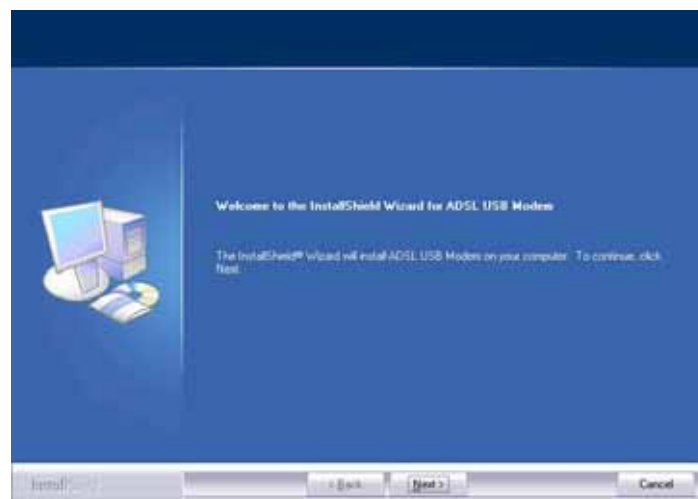 Welcome to the InstallShield Wizard for ADSL USB Modem
The InstallShield® Wizard will install ADSL USB Modem on your computer. To continue, click
Next.
InstallShield
< Back
Next >
Cancel